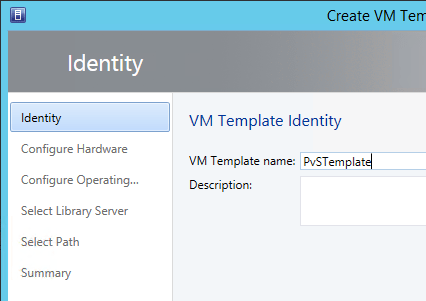 Create VM Tem
Identity
Identity
Configure Hardware
Configure Operating...
Select Library Server
Select Path
Summary
VM Template Identity
VM Template name: PvSTemplate
Description: